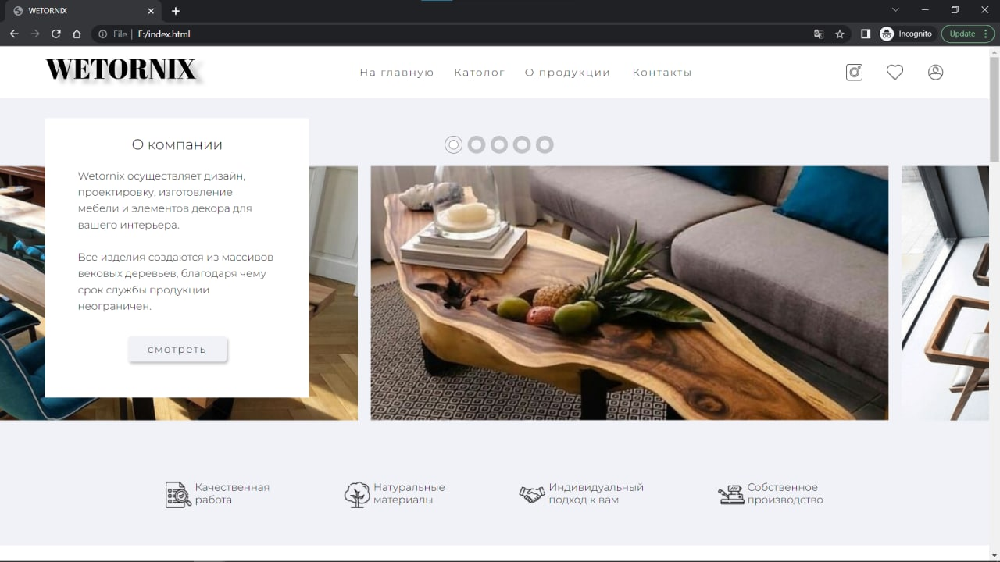 WETORNIX
File
E:/index.html
Incognito
Update
WETORNIX
На главную
Католог
О продукции
Контакты
О компании
Wetornix осуществляет дизайн,
проектировку, изготовление
мебели и элементов декора для
вашего интерьера.
Все изделия создаются из массивов
вековых деревьев, благодаря чему
срок службы продукции
неограничен.
смотреть
Качественная
работа
Натуральные
материалы
Индивидуальный
подход к вам
Собственное
производство